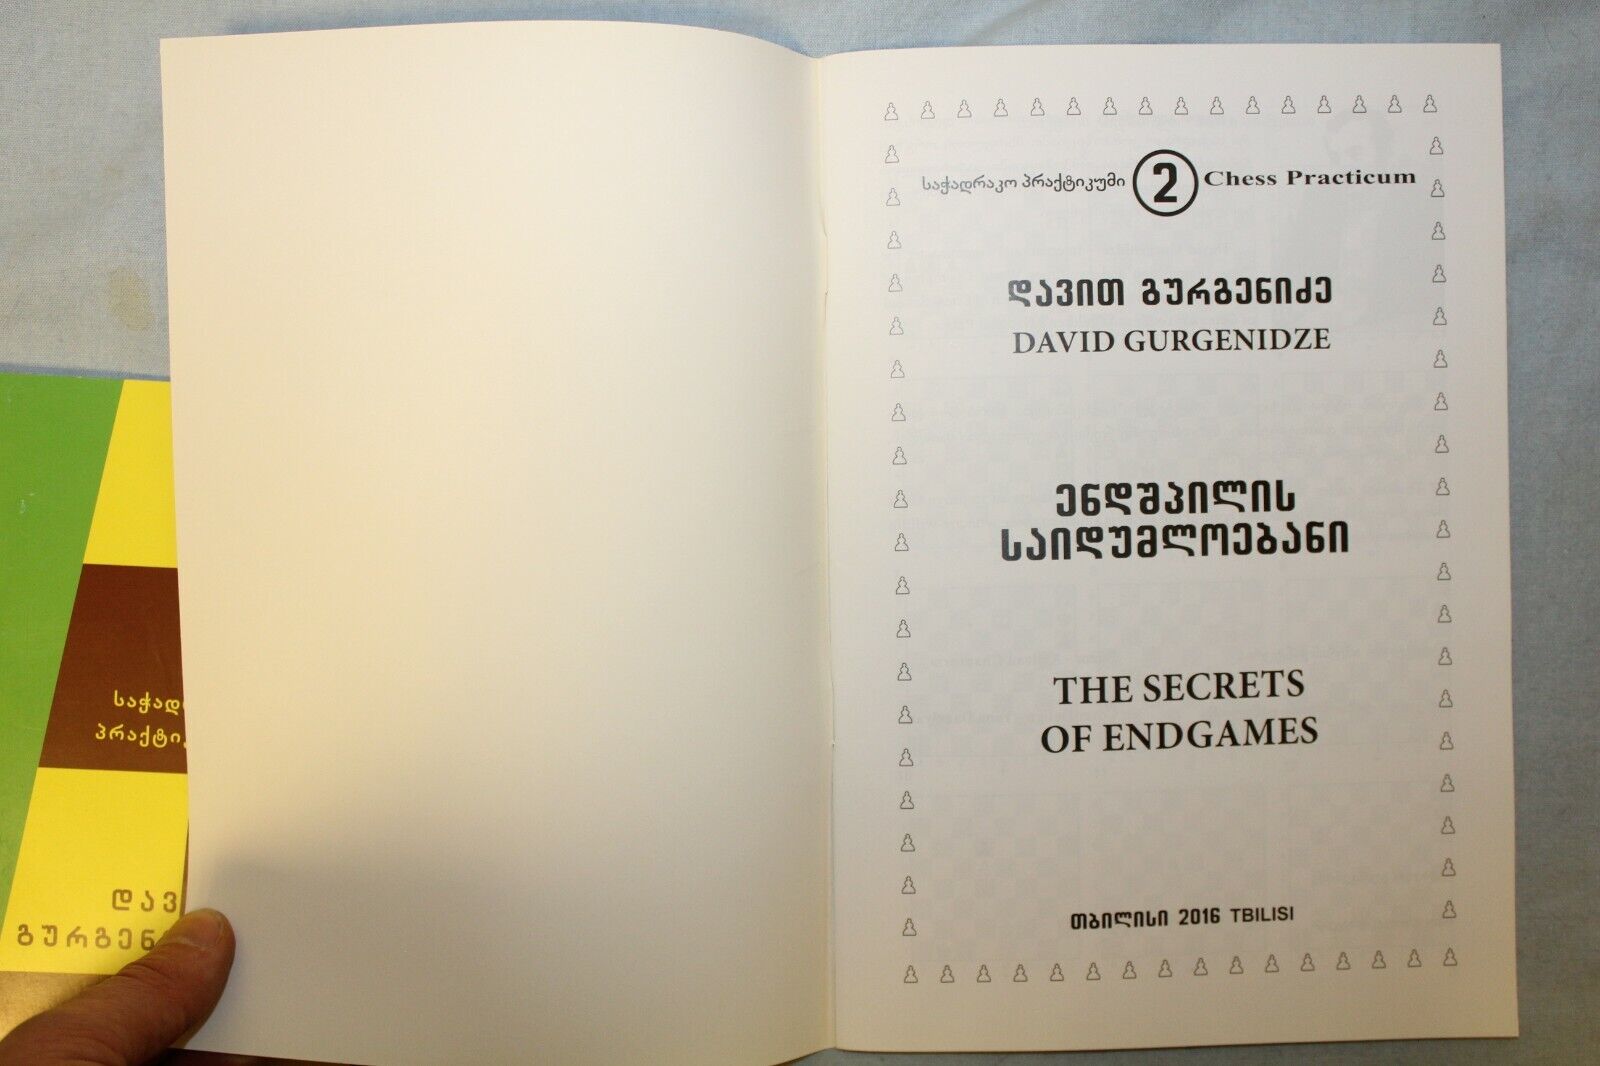 საჭადრაკო პრაქტიკუმი 2 Chess Practicum
დავით გურგენიძე
DAVID GURGENIDZE
ენდშპილის
საიდუმლოებანი
THE SECRETS
OF ENDGAMES
თბილისი 2016 TBILISI